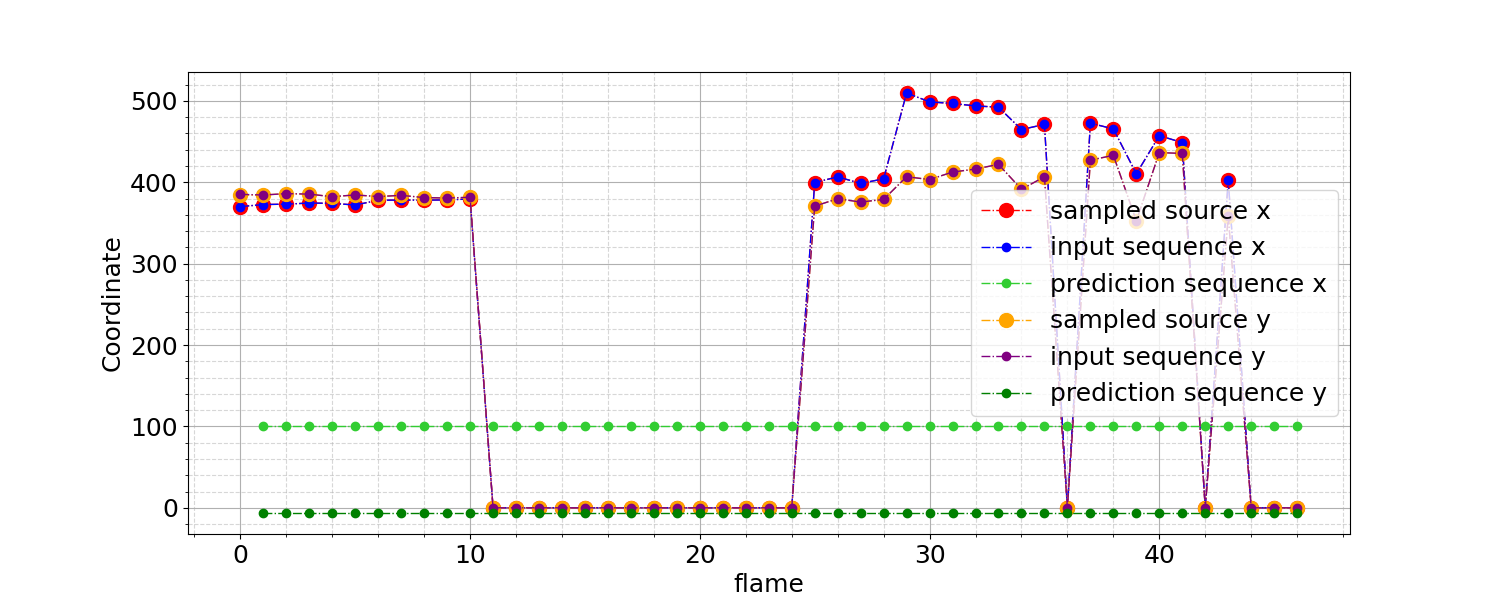 500
400
300
200
100
0
Coordinate
sampled source x
input sequence x
prediction sequence x
sampled source y
input sequence y
prediction sequence y
0 10 20 30 40
flame